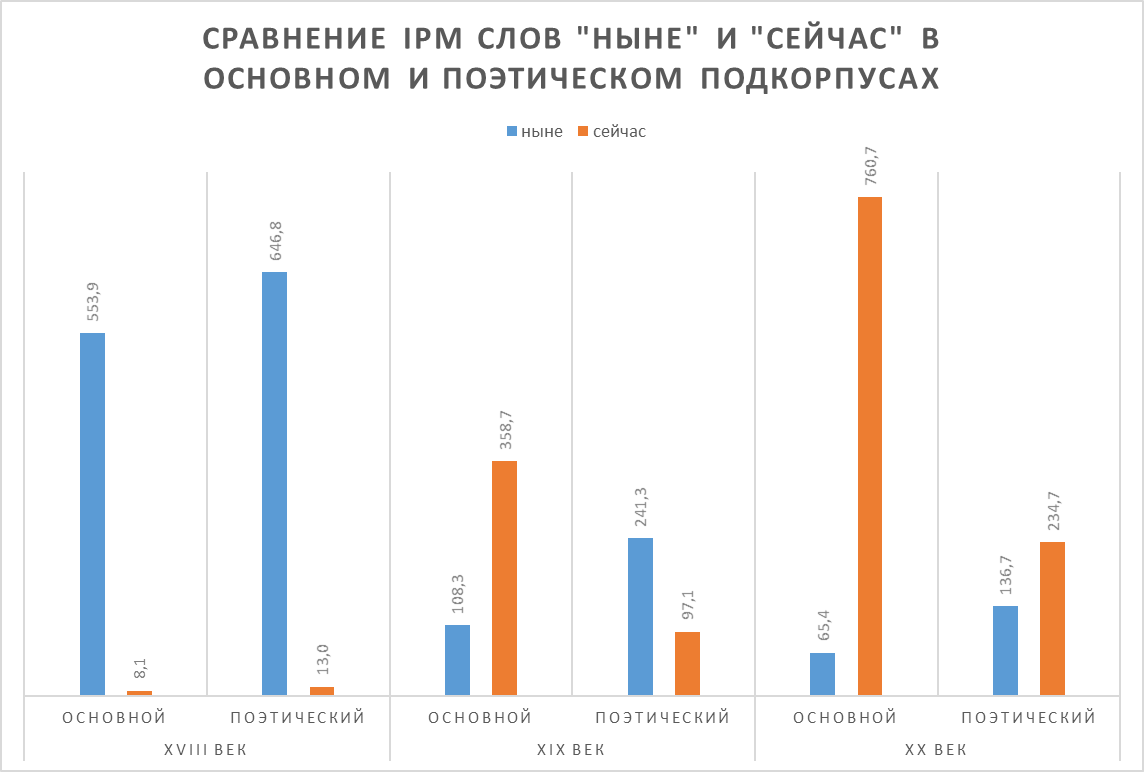 СРАВНЕНИЕ IPM СЛОВ "НЫНЕ" И "СЕЙЧАС" В
ОСНОВНОМ И ПОЭТИЧЕСКОМ ПОДКОРПУСАХ
ныне сейчас
553,9
8,1
646,8
13,0
108,3
358,7
241,3
97,1
65,4
760,7
136,7
234,7
ОСНОВНОЙ ПОЭТИЧЕСКИЙ ОСНОВНОЙ ПОЭТИЧЕСКИЙ ОСНОВНОЙ ПОЭТИЧЕСКИЙ
XVIII ВЕК XIX ВЕК XX ВЕК